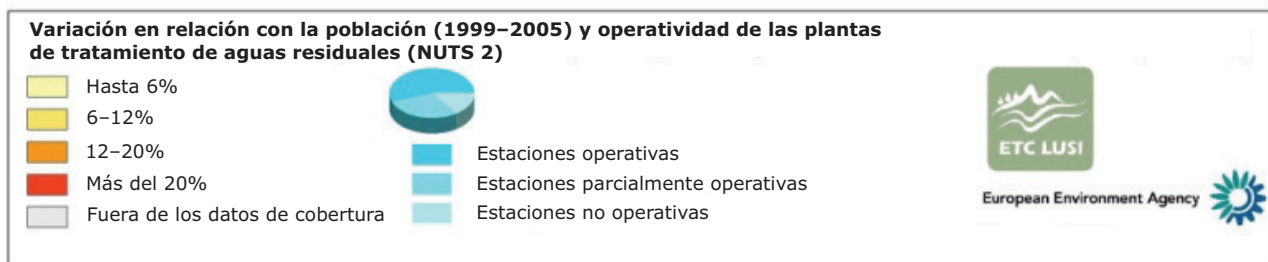 Variación en relación con la población (1999–2005) y operatividad de las plantas
de tratamiento de aguas residuales (NUTS 2)
Hasta 6%
6–12%
12–20%
Más del 20%
Fuera de los datos de cobertura
Estaciones operativas
Estaciones parcialmente operativas
Estaciones no operativas
ETC LUSI
European Environment Agency